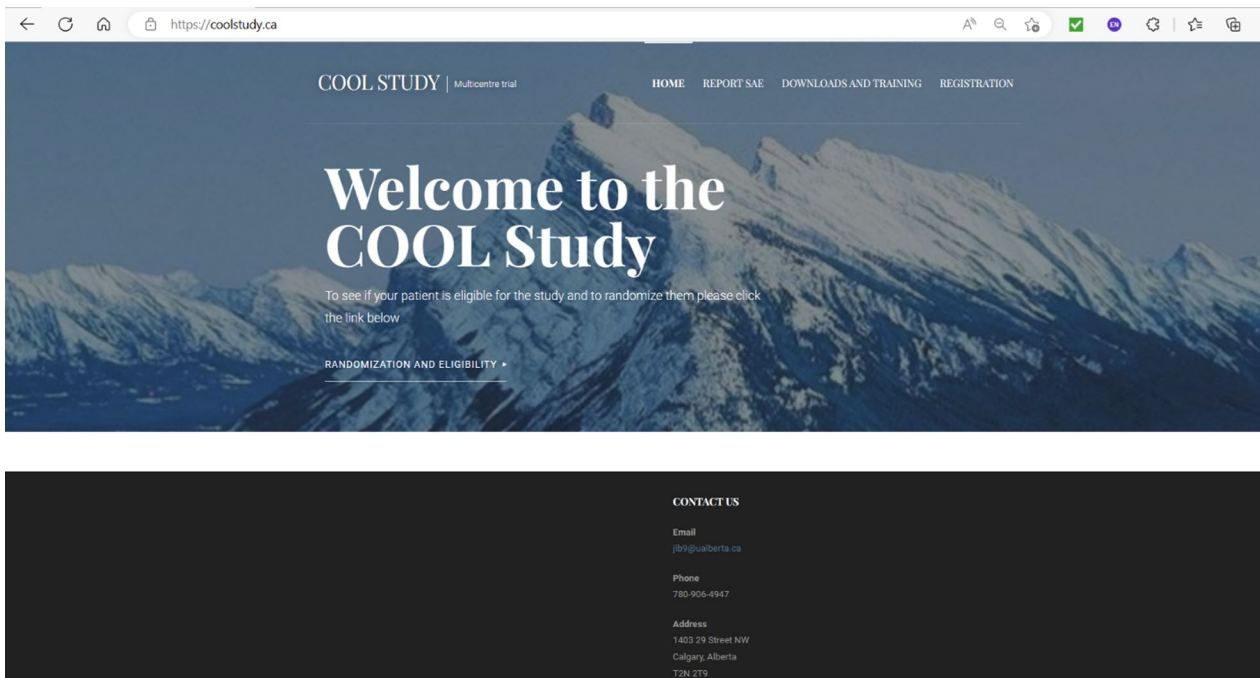 https://coolstudy.ca
EN
COOL STUDY | Multicentre trial
HOME REPORT SAE DOWNLOADS AND TRAINING REGISTRATION
Welcome to the
COOL Study
To see if your patient is eligible for the study and to randomize them please click
the link below
RANDOMIZATION AND ELIGIBILITY ▸
CONTACT US
Email
jlb9@ualberta.ca
Phone
780-906-4947
Address
1403 29 Street NW
Calgary, Alberta
T2N 2T9